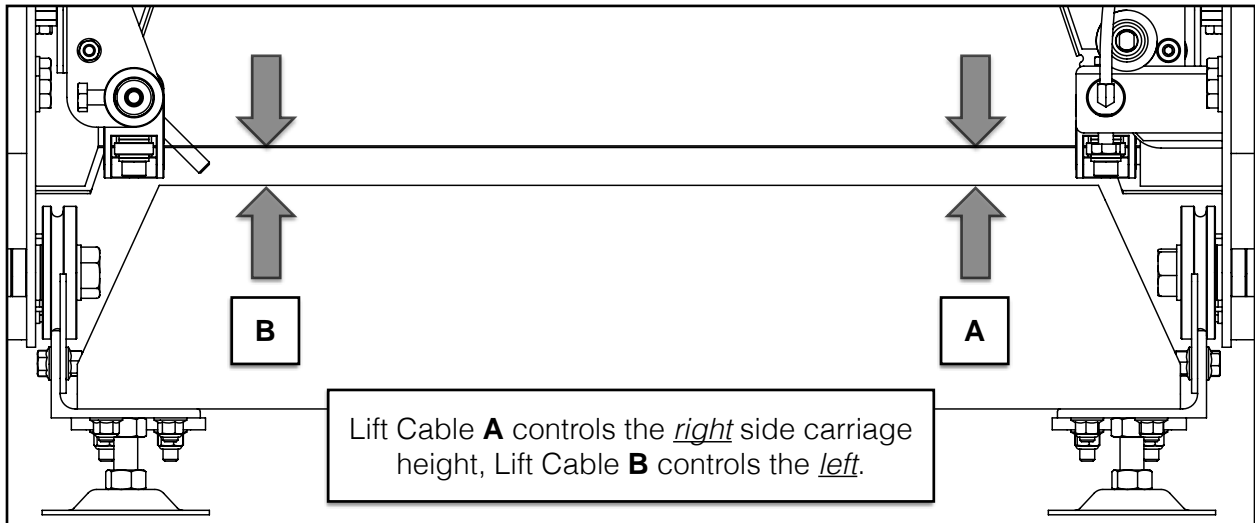 B
A
Lift Cable A controls the right side carriage
height, Lift Cable B controls the left.